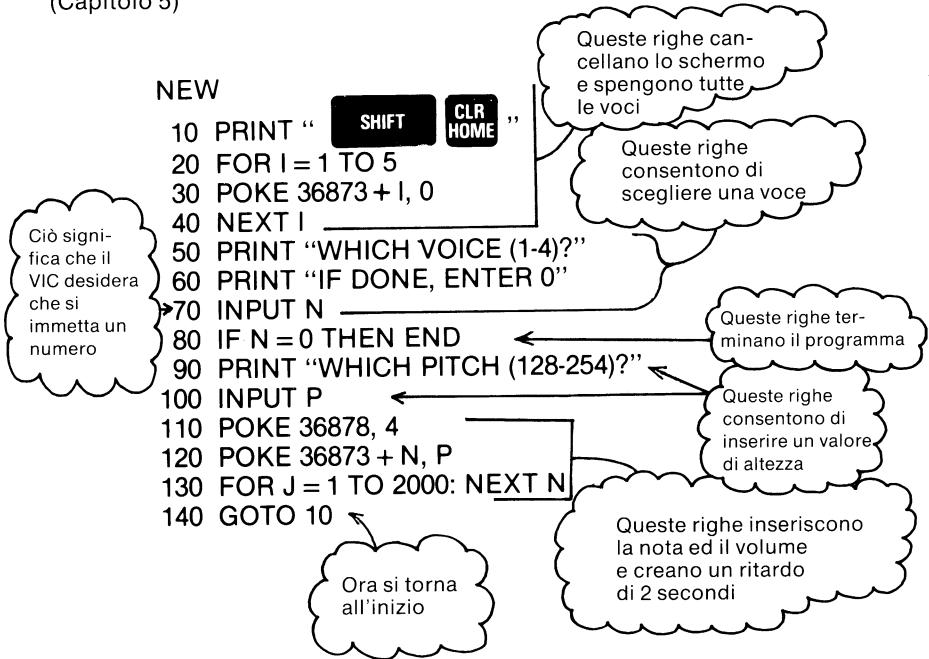 (Capitolo 5)
NEW
10 PRINT " SHIFT CLR HOME "
20 FOR I = 1 TO 5
30 POKE 36873 + I, 0
40 NEXT I
50 PRINT "WHICH VOICE (1-4)?"
60 PRINT "IF DONE, ENTER 0"
70 INPUT N
80 IF N = 0 THEN END
90 PRINT "WHICH PITCH (128-254)?"
100 INPUT P
110 POKE 36878, 4
120 POKE 36873 + N, P
130 FOR J = 1 TO 2000: NEXT N
140 GOTO 10
Queste righe can-
cellano lo schermo
e spengono tutte
le voci
Queste righe
consentono di
scegliere una voce
Ciò signi-
fica che il
VIC desidera
che si
immetta un
numero
Queste righe ter-
minano il programma
Queste righe
consentono di
inserire un valore
di altezza
Queste righe inseriscono
la nota ed il volume
e creano un ritardo
di 2 secondi
Ora si torna
all'inizio